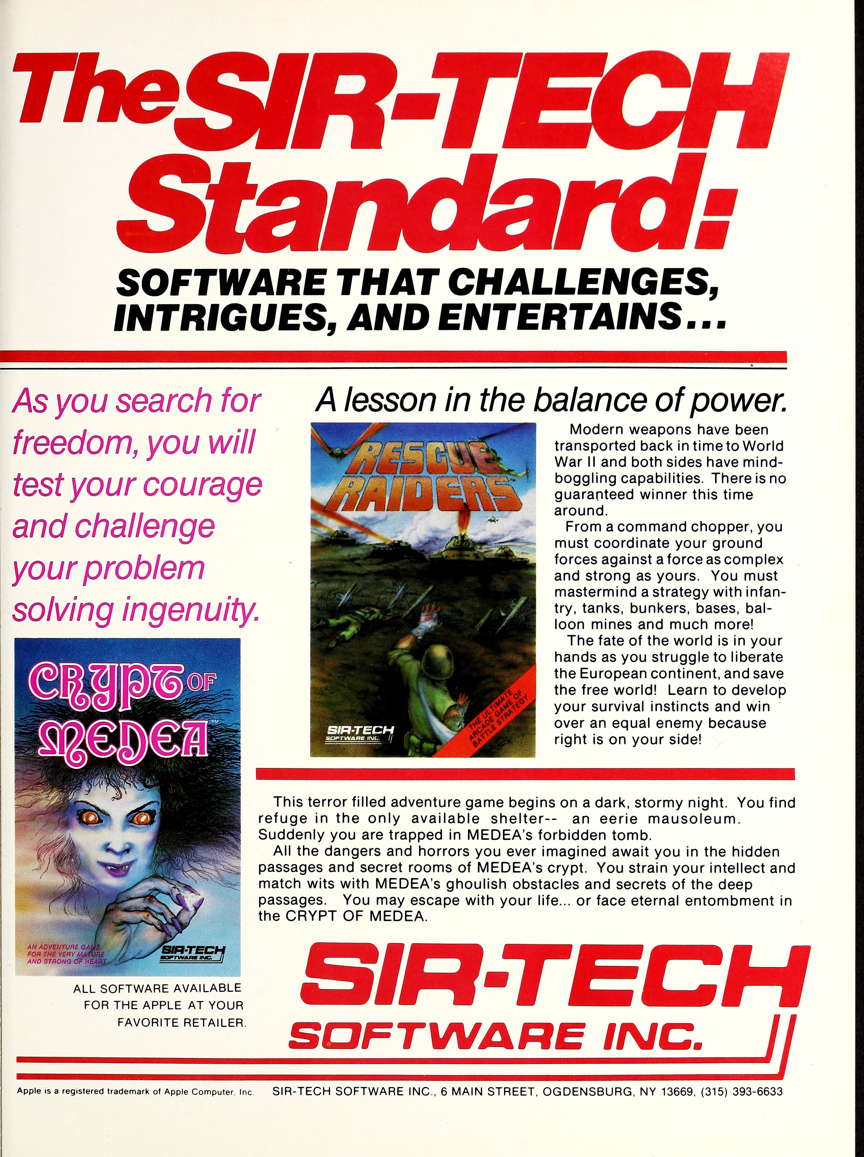 The SIR-TECH
Standard:
SOFTWARE THAT CHALLENGES,
INTRIGUES, AND ENTERTAINS...
As you search for
freedom, you will
test your courage
and challenge
your problem
solving ingenuity.
CRYPT OF
MEDEA™
AN ADVENTURE GAME
FOR THE VERY MATURE
AND STRONG OF HEART
SIR-TECH
SOFTWARE INC.
ALL SOFTWARE AVAILABLE
FOR THE APPLE AT YOUR
FAVORITE RETAILER.
A lesson in the balance of power.
RESCUE
RAIDERS™
THE ULTIMATE
ARCADE GAME OF
BATTLE STRATEGY
SIR-TECH
SOFTWARE INC.
Modern weapons have been
transported back in time to World
War II and both sides have mind-
boggling capabilities. There is no
guaranteed winner this time
around.
From a command chopper, you
must coordinate your ground
forces against a force as complex
and strong as yours. You must
mastermind a strategy with infan-
try, tanks, bunkers, bases, bal-
loon mines and much more!
The fate of the world is in your
hands as you struggle to liberate
the European continent, and save
the free world! Learn to develop
your survival instincts and win
over an equal enemy because
right is on your side!
This terror filled adventure game begins on a dark, stormy night. You find
refuge in the only available shelter-- an eerie mausoleum.
Suddenly you are trapped in MEDEA's forbidden tomb.
All the dangers and horrors you ever imagined await you in the hidden
passages and secret rooms of MEDEA's crypt. You strain your intellect and
match wits with MEDEA's ghoulish obstacles and secrets of the deep
passages. You may escape with your life... or face eternal entombment in
the CRYPT OF MEDEA.
SIR-TECH
SOFTWARE INC.
Apple is a registered trademark of Apple Computer, Inc.
SIR-TECH SOFTWARE INC., 6 MAIN STREET, OGDENSBURG, NY 13669, (315) 393-6633